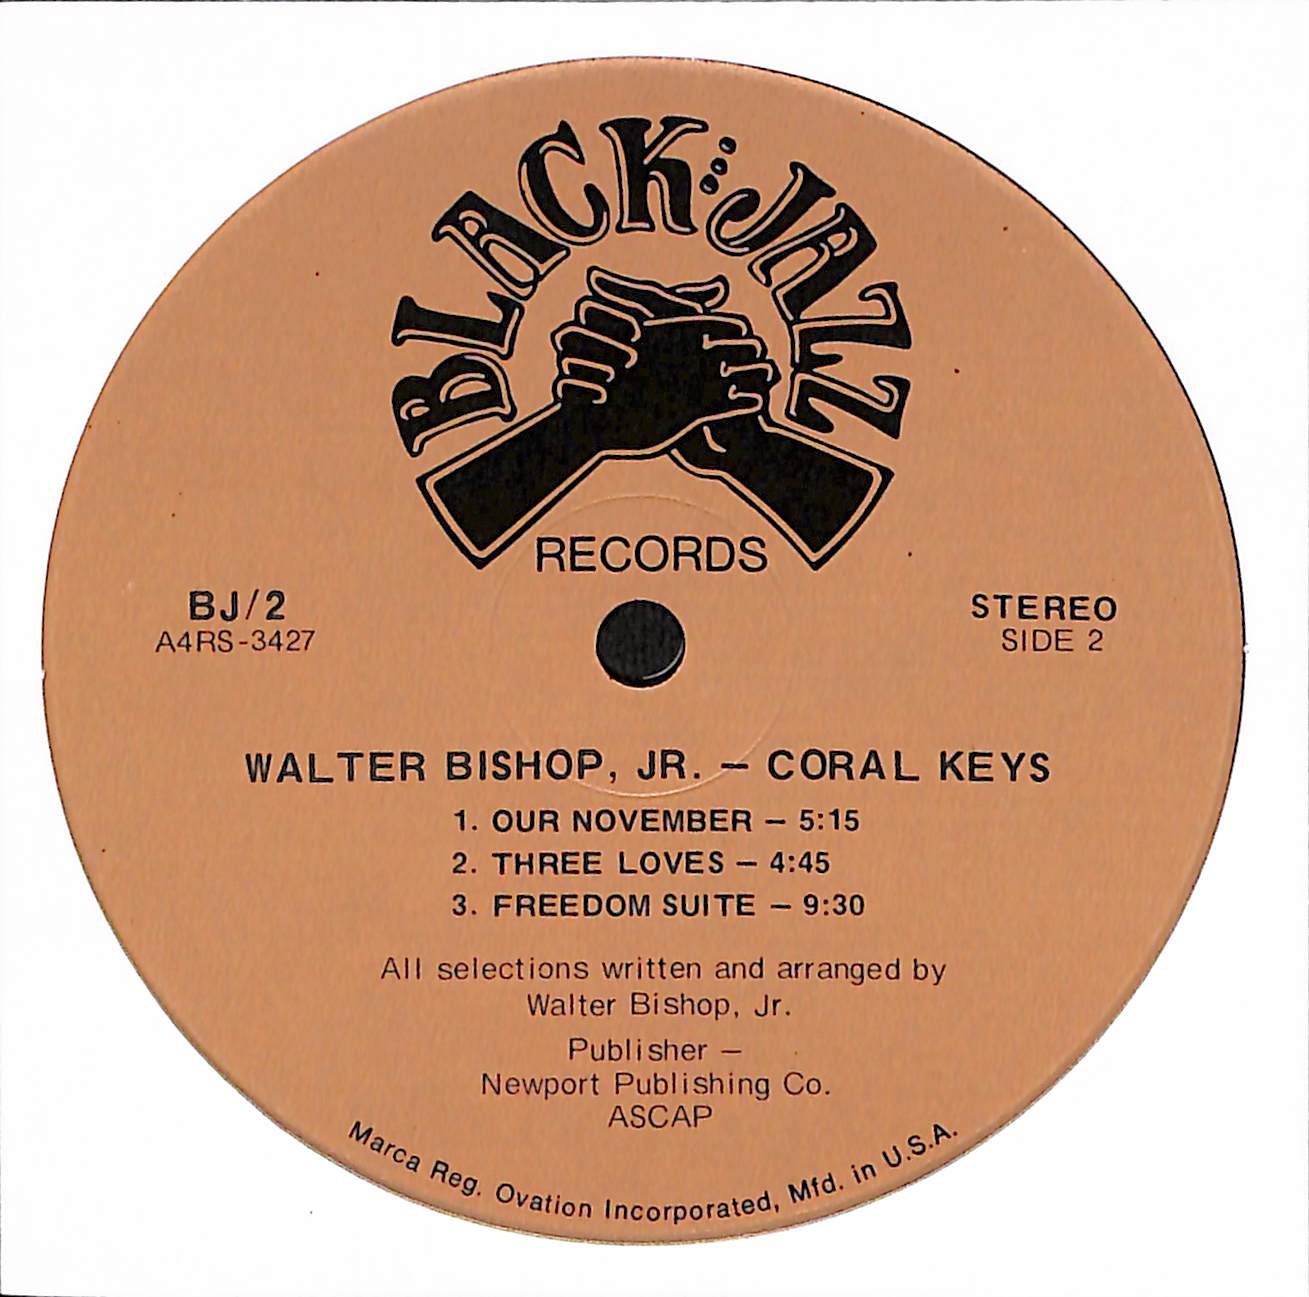 BLACK JAZZ
RECORDS
BJ/2
A4RS-3427
STEREO
SIDE 2
WALTER BISHOP, JR. – CORAL KEYS
1. OUR NOVEMBER – 5:15
2. THREE LOVES – 4:45
3. FREEDOM SUITE – 9:30
All selections written and arranged by
Walter Bishop, Jr.
Publisher –
Newport Publishing Co.
ASCAP
Marca Reg. Ovation Incorporated, Mfd. in U.S.A.